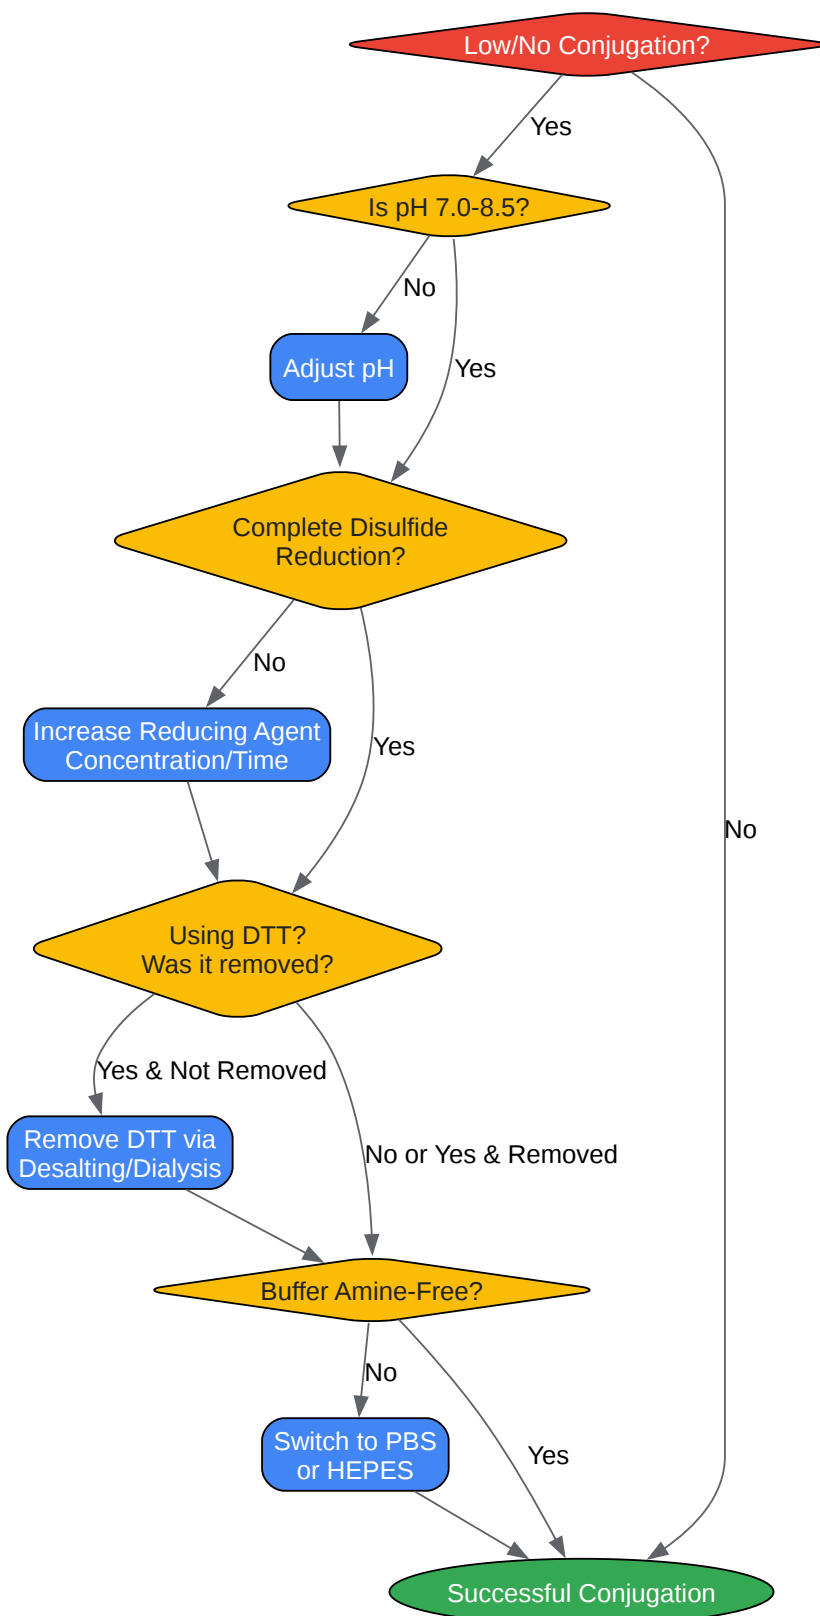 Low/No Conjugation?
Yes
Is pH 7.0-8.5?
No
Adjust pH
Yes
Complete Disulfide
Reduction?
No
Increase Reducing Agent
Concentration/Time
Yes
No
Using DTT?
Was it removed?
Yes & Not Removed
Remove DTT via
Desalting/Dialysis
No or Yes & Removed
Buffer Amine-Free?
No
Switch to PBS
or HEPES
Yes
Successful Conjugation